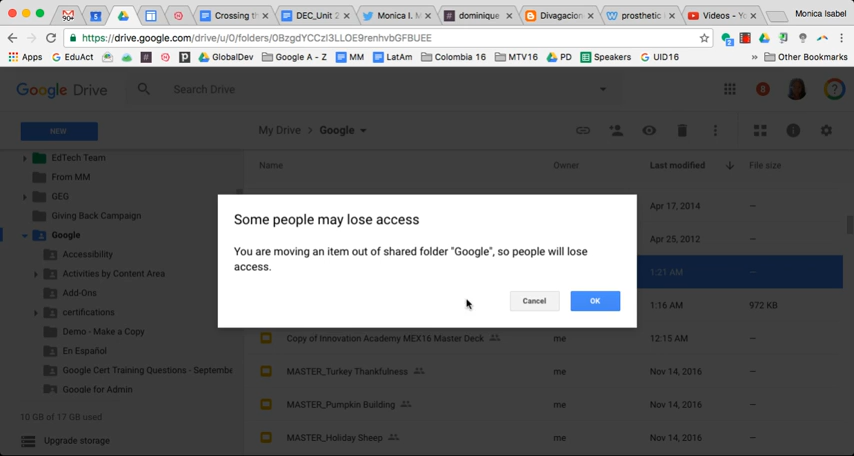 90+
5
Crossing th
DEC_Unit 2
Monica I. M
dominique
Divagacion
prosthetic
Videos - Yo
Monica Isabel
https://drive.google.com/drive/u/0/folders/0BzgdYCCzl3LLOE9renhvbGFBUEE
Apps
EduAct
GlobalDev
Google A - Z
MM
LatAm
Colombia 16
MTV16
PD
Speakers
UID16
» Other Bookmarks
Google Drive
Search Drive
8
?
NEW
My Drive > Google
EdTech Team
From MM
GEG
Giving Back Campaign
Google
Accessibility
Activities by Content Area
Add-Ons
certifications
Demo - Make a Copy
En Español
Google Cert Training Questions - Septembe
Google for Admin
10 GB of 17 GB used
Upgrade storage
Name Owner Last modified File size
Apr 17, 2014 –
Apr 25, 2012 –
1:21 AM –
1:16 AM 972 KB
Some people may lose access
You are moving an item out of shared folder "Google", so people will lose
access.
Cancel OK
Copy of Innovation Academy MEX16 Master Deck me 12:15 AM –
MASTER_Turkey Thankfulness me Nov 14, 2016 –
MASTER_Pumpkin Building me Nov 14, 2016 –
MASTER_Holiday Sheep me Nov 14, 2016 –